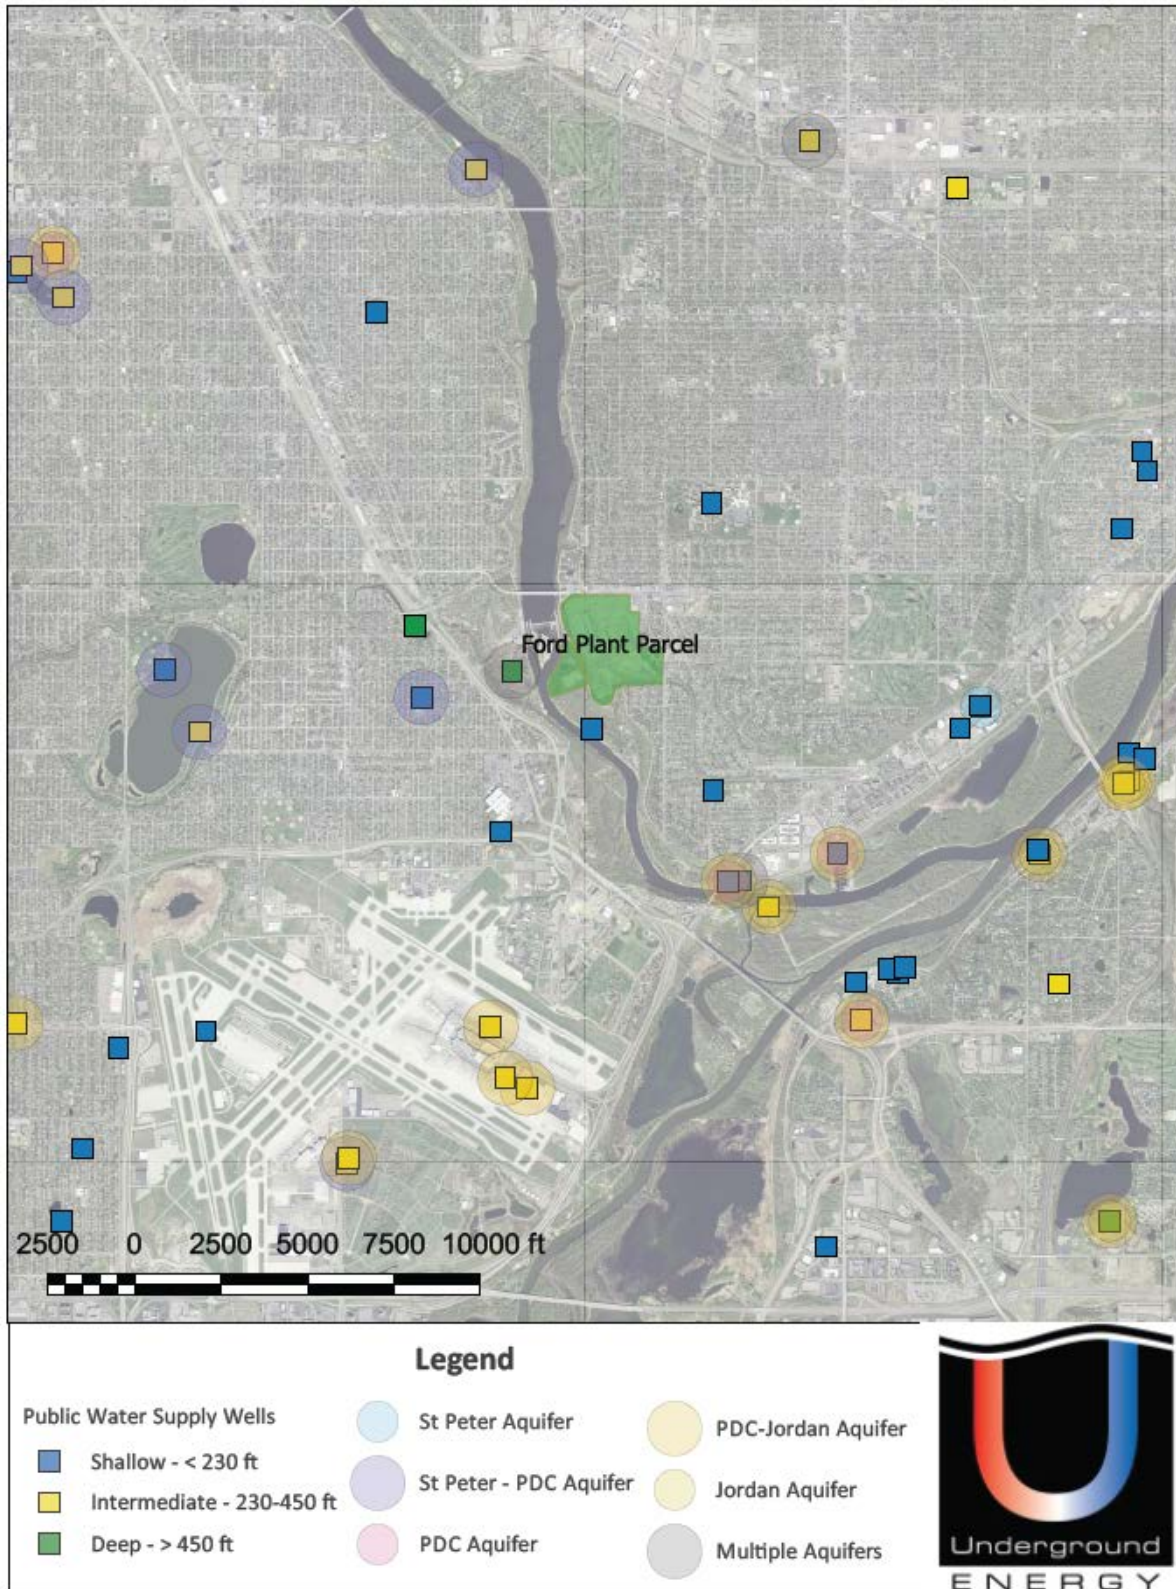 Ford Plant Parcel
2500 0 2500 5000 7500 10000 ft
Legend
Public Water Supply Wells
Shallow - < 230 ft
Intermediate - 230-450 ft
Deep - > 450 ft
St Peter Aquifer
St Peter - PDC Aquifer
PDC Aquifer
PDC-Jordan Aquifer
Jordan Aquifer
Multiple Aquifers
Underground
ENERGY